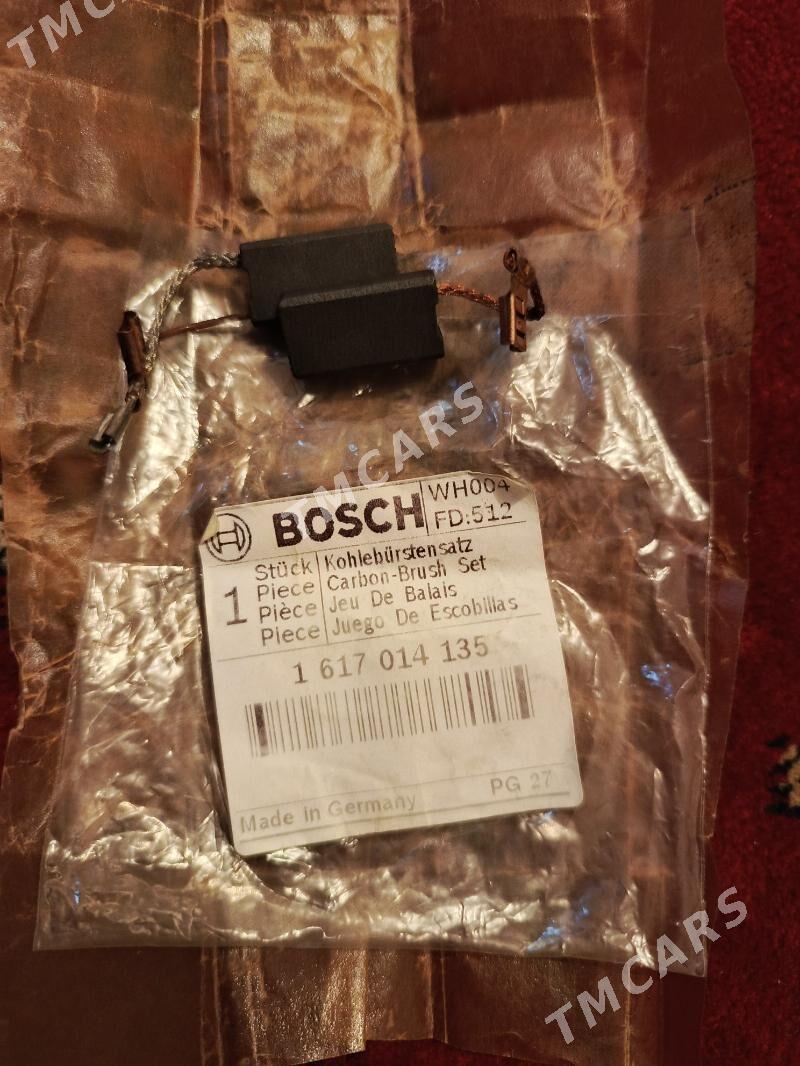 TMCARS
TMCARS
BOSCH
WH004
FD:512
1
Stück
Piece
Pièce
Piece
Kohlebürstensatz
Carbon-Brush Set
Jeu De Balais
Juego De Escobillas
1 617 014 135
Made in Germany
PG 27
TMCARS